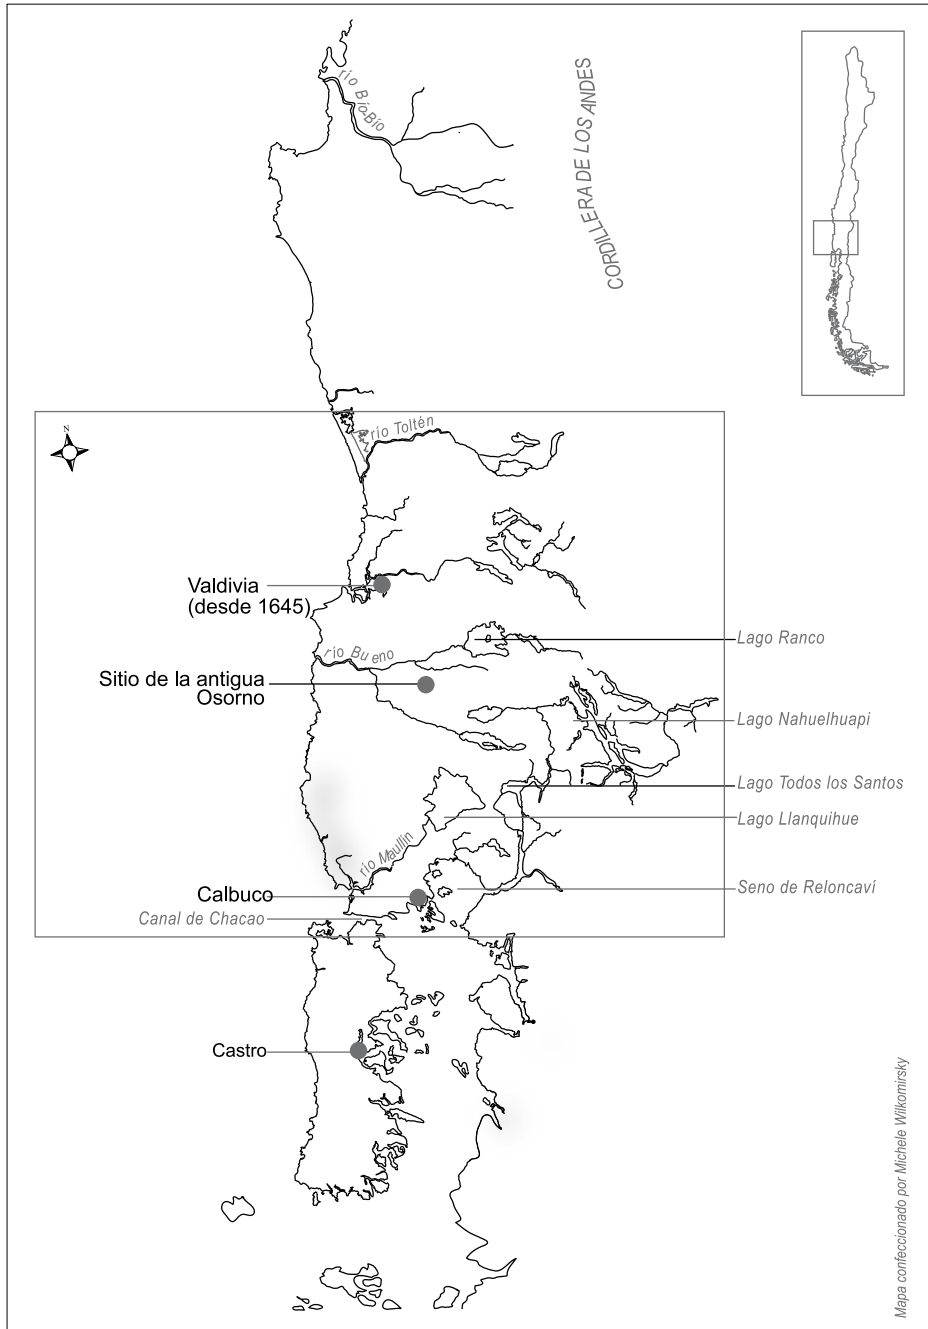 río Bío-Bío
CORDILLERA DE LOS ANDES
N
río Toltén
Valdivia
(desde 1645)
Lago Ranco
río Bueno
Sitio de la antigua
Osorno
Lago Nahuelhuapi
Lago Todos los Santos
Lago Llanquihue
río Maullín
Calbuco
Seno de Reloncaví
Canal de Chacao
Castro
Mapa confeccionado por Michele Wilkomirsky